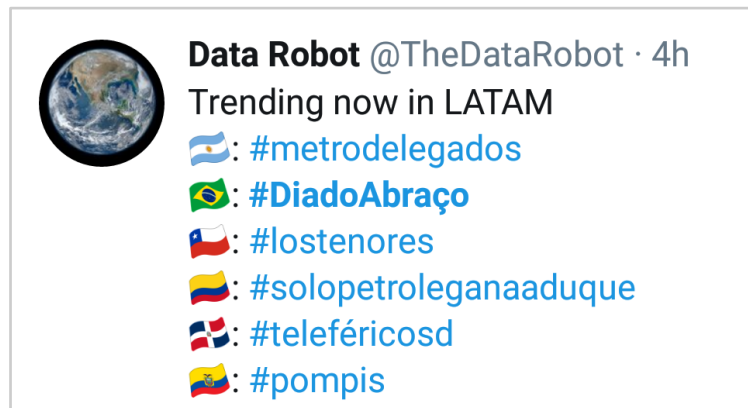 Data Robot @TheDataRobot · 4h
Trending now in LATAM
🇦🇷: #metrodelegados
🇧🇷: #DiadoAbraço
🇨🇱: #lostenores
🇨🇴: #solopetroleganaaduque
🇩🇴: #teleféricosd
🇪🇨: #pompis